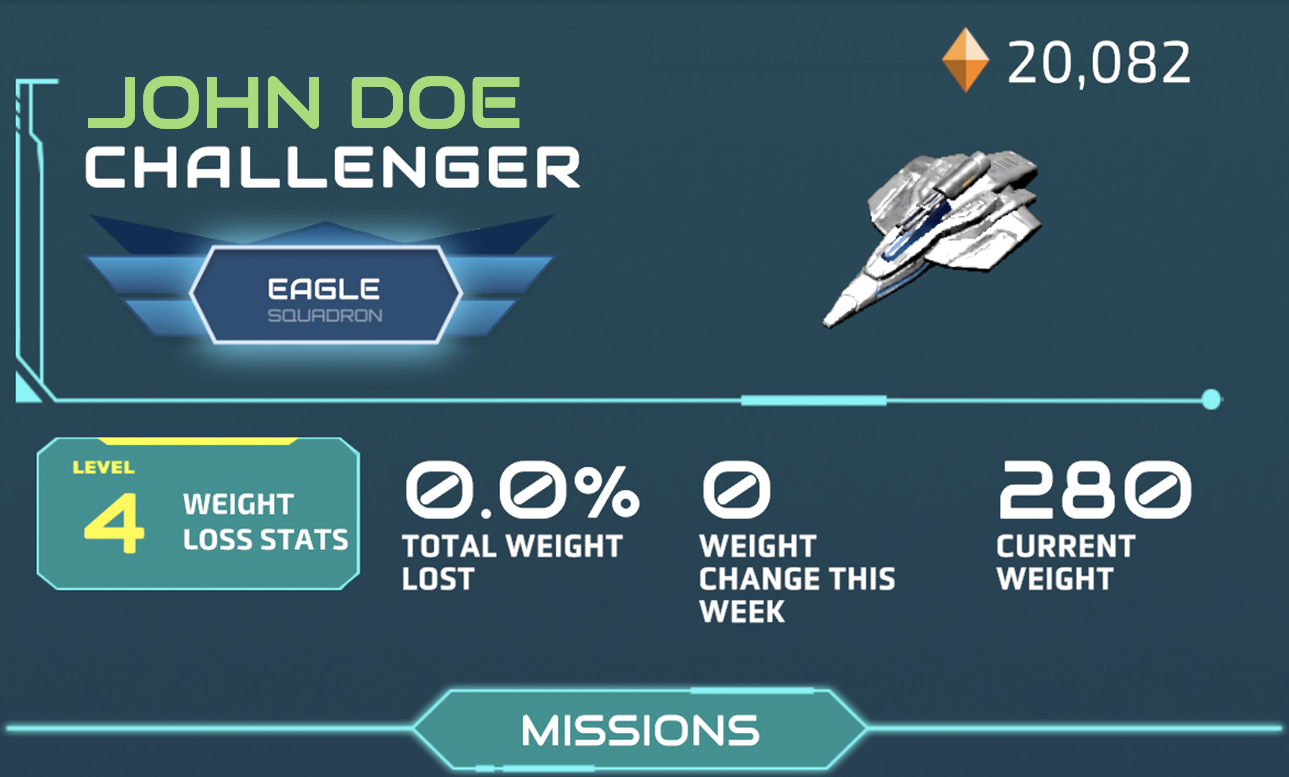 20,082
JOHN DOE
CHALLENGER
EAGLE
SQUADRON
LEVEL
4
WEIGHT
LOSS STATS
0.0%
TOTAL WEIGHT
LOST
0
WEIGHT
CHANGE THIS
WEEK
280
CURRENT
WEIGHT
MISSIONS